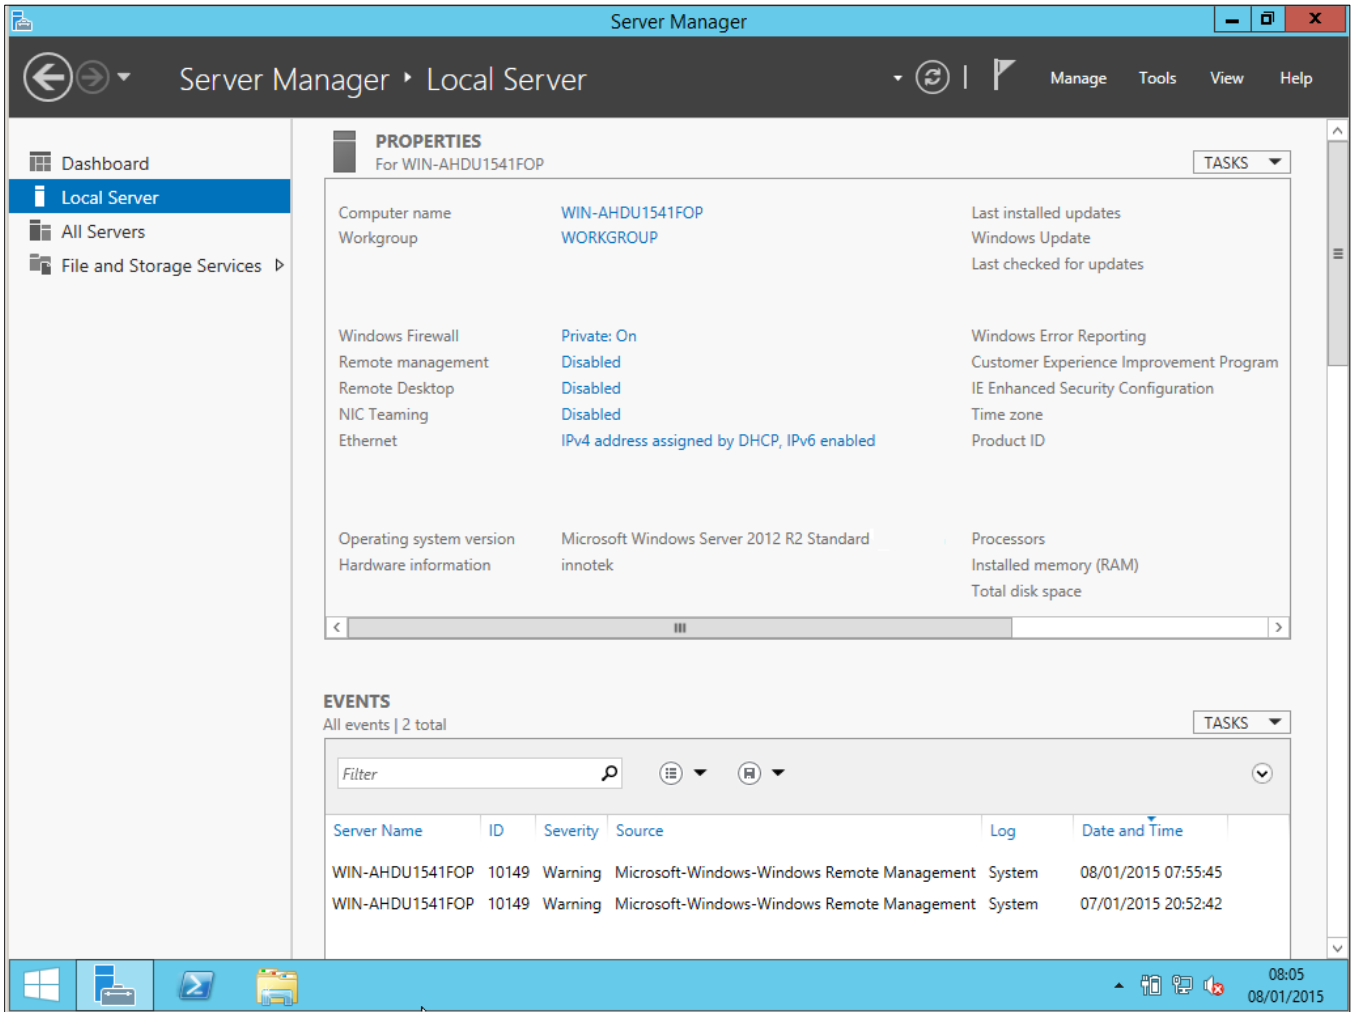 Server Manager
Server Manager ‣ Local Server
Manage Tools View Help
Dashboard
Local Server
All Servers
File and Storage Services
PROPERTIES
For WIN-AHDU1541FOP
TASKS
Computer name WIN-AHDU1541FOP Last installed updates
Workgroup WORKGROUP Windows Update
Last checked for updates
Windows Firewall Private: On Windows Error Reporting
Remote management Disabled Customer Experience Improvement Program
Remote Desktop Disabled IE Enhanced Security Configuration
NIC Teaming Disabled Time zone
Ethernet IPv4 address assigned by DHCP, IPv6 enabled Product ID
Operating system version Microsoft Windows Server 2012 R2 Standard Processors
Hardware information innotek Installed memory (RAM)
Total disk space
EVENTS
All events | 2 total
TASKS
Filter
Server Name ID Severity Source Log Date and Time
WIN-AHDU1541FOP 10149 Warning Microsoft-Windows-Windows Remote Management System 08/01/2015 07:55:45
WIN-AHDU1541FOP 10149 Warning Microsoft-Windows-Windows Remote Management System 07/01/2015 20:52:42
08:05
08/01/2015